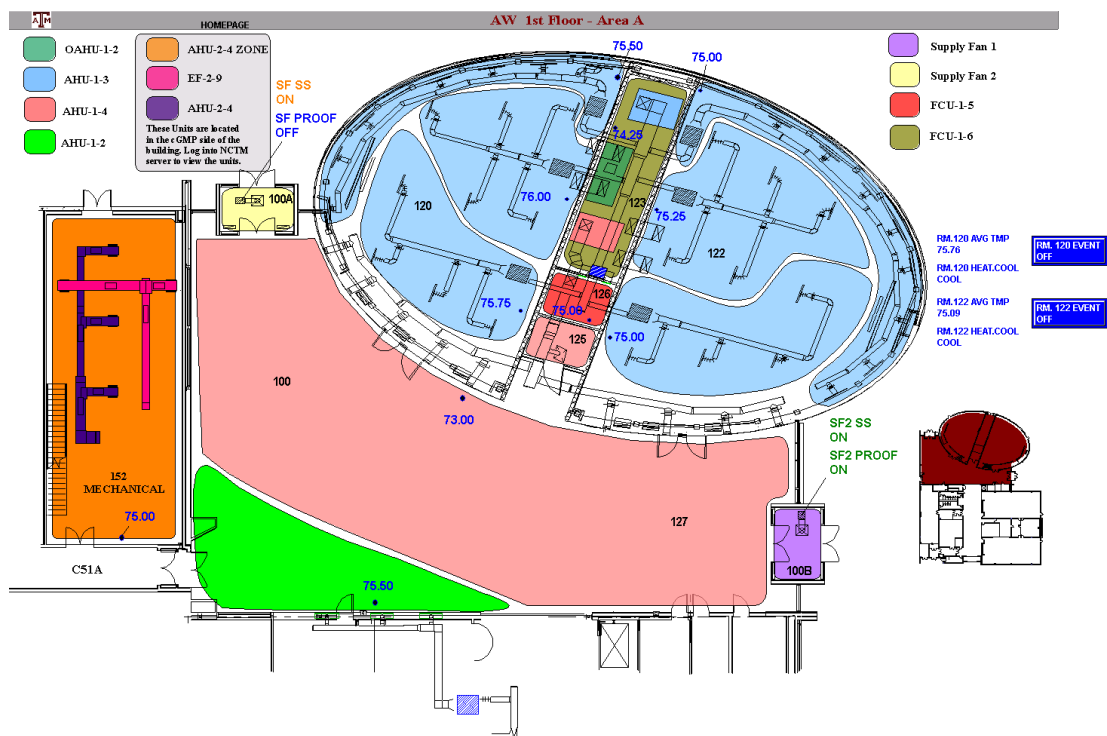 A T M
AW 1st Floor - Area A
HOMEPAGE
OAHU-1-2
AHU-1-3
AHU-1-4
AHU-1-2
AHU-2-4 ZONE
EF-2-9
AHU-2-4
These Units are located
in the cGMP side of the
building. Log into NCTM
server to view the units.
SF SS
ON
SF PROOF
OFF
Supply Fan 1
Supply Fan 2
FCU-1-5
FCU-1-6
75.50
75.00
74.25
76.00
75.25
100A
120
123
122
RM.120 AVG TMP
75.76
RM.120 HEAT.COOL
COOL
RM. 120 EVENT
OFF
RM.122 AVG TMP
75.09
RM.122 HEAT.COOL
COOL
RM. 122 EVENT
OFF
126
75.75
75.00
75.00
125
100
73.00
SF2 SS
ON
SF2 PROOF
ON
152
MECHANICAL
75.00
127
C51A
100B
75.50